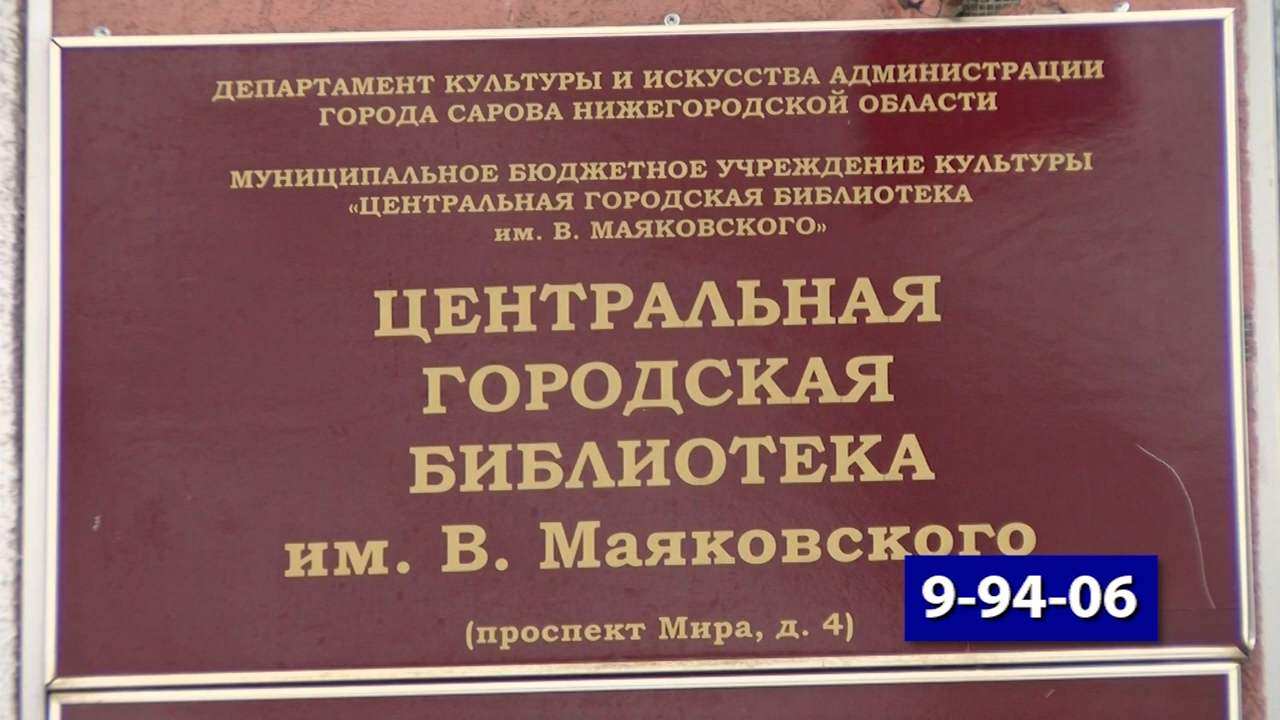 ДЕПАРТАМЕНТ КУЛЬТУРЫ И ИСКУССТВА АДМИНИСТРАЦИИ
ГОРОДА САРОВА НИЖЕГОРОДСКОЙ ОБЛАСТИ
МУНИЦИПАЛЬНОЕ БЮДЖЕТНОЕ УЧРЕЖДЕНИЕ КУЛЬТУРЫ
«ЦЕНТРАЛЬНАЯ ГОРОДСКАЯ БИБЛИОТЕКА
им. В. МАЯКОВСКОГО»
ЦЕНТРАЛЬНАЯ
ГОРОДСКАЯ
БИБЛИОТЕКА
им. В. Маяковского
9-94-06
(проспект Мира, д. 4)